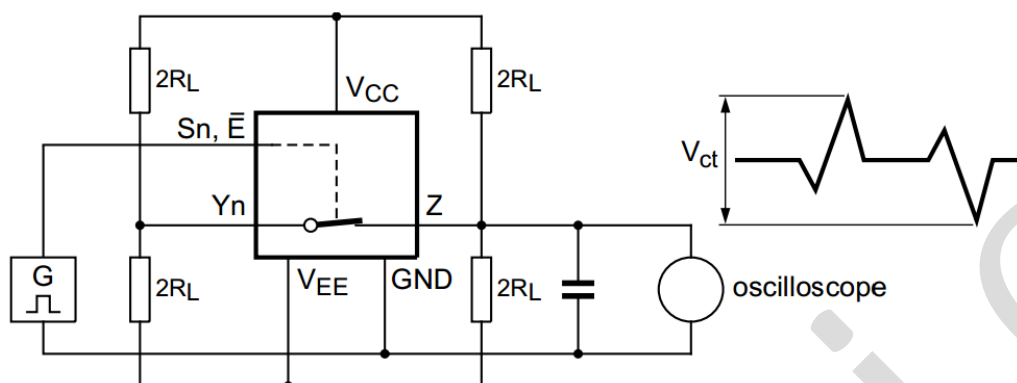 2RL
2RL
VCC
Sn, E̅
Vct
Yn
Z
G
2RL
VEE
GND
2RL
oscilloscope